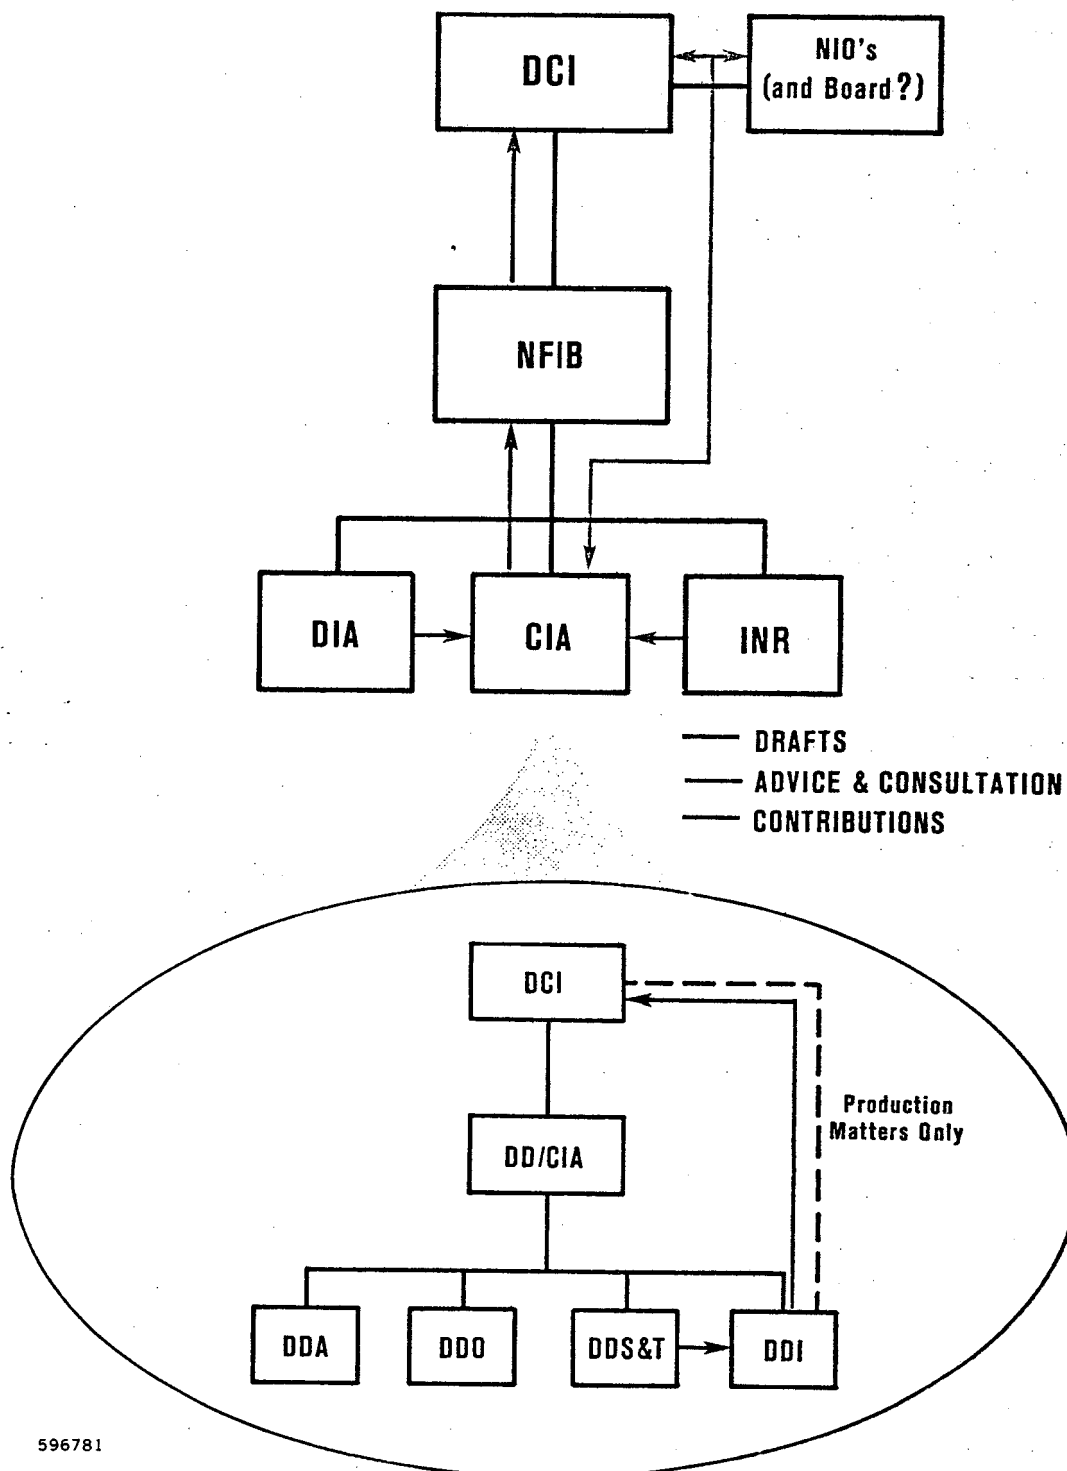 DCI
NIO's
(and Board?)
NFIB
DIA
CIA
INR
DRAFTS
ADVICE & CONSULTATION
CONTRIBUTIONS
DCI
Production
Matters Only
DD/CIA
DDA
DDO
DDS&T
DDI
596781